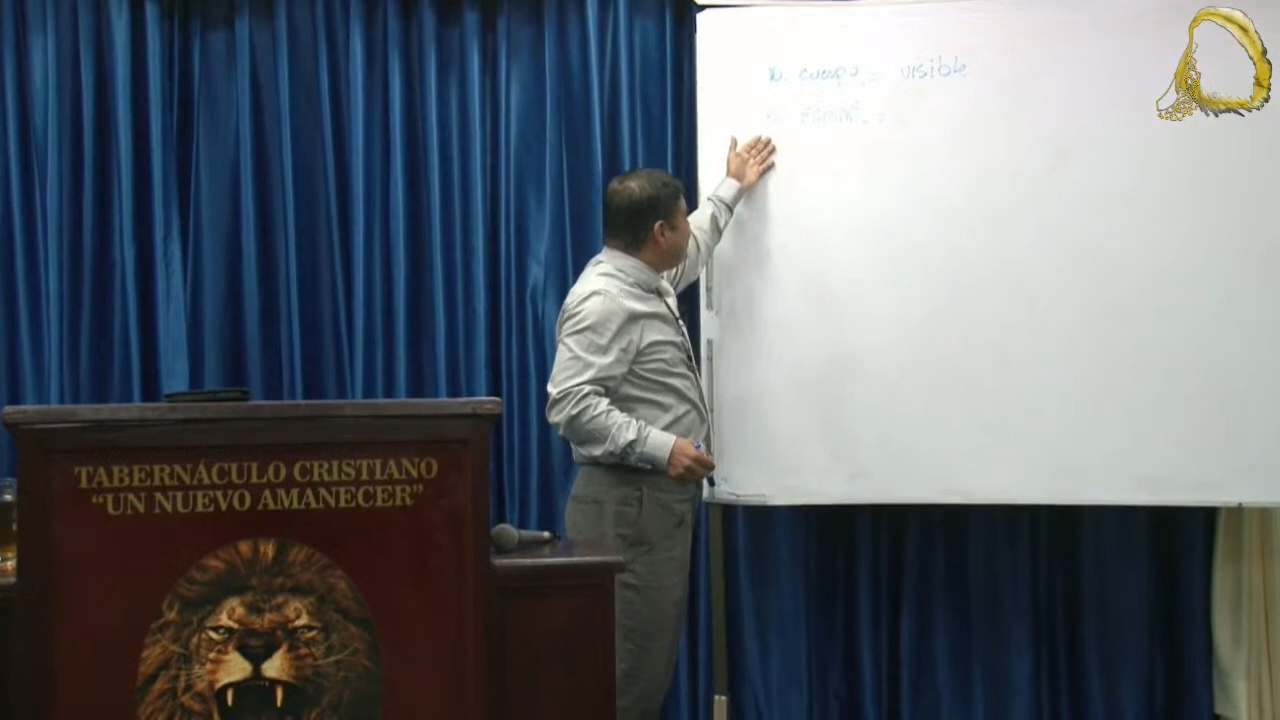 cuerpo = visible
TABERNÁCULO CRISTIANO
“UN NUEVO AMANECER”